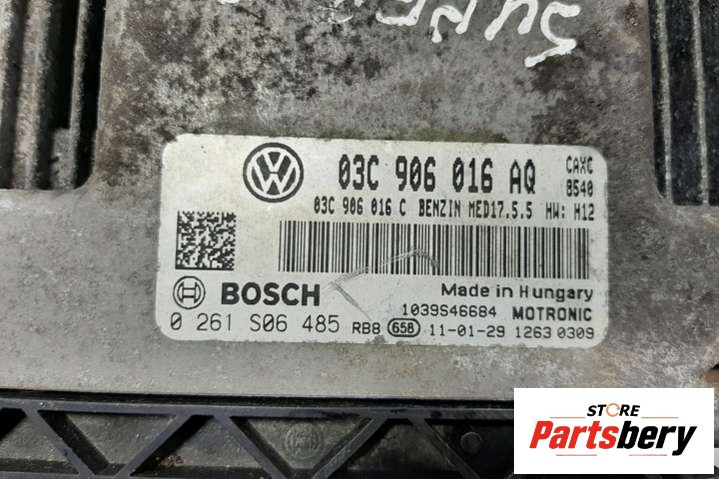 03C 906 016 AQ CAXC
8540
03C 906 016 C BENZIN MED17.5.5 HW: H12
BOSCH
Made in Hungary
1039S46684 MOTRONIC
0 261 S06 485 RBB 658 11-01-29 1263 0309
STORE
Partsbery